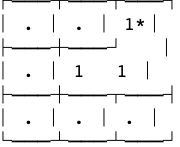 . . 1*
. 1 1
. . .